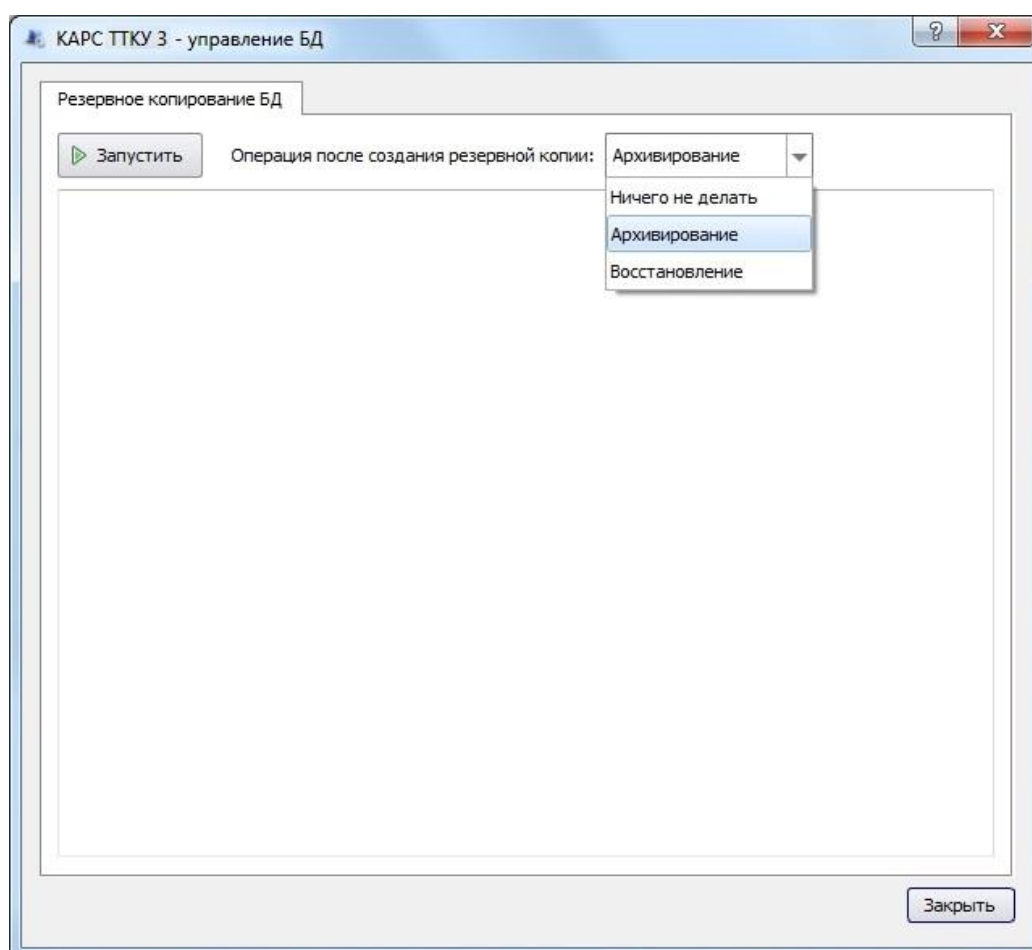 КАРС ТТКУ 3 - управление БД
Резервное копирование БД
Запустить Операция после создания резервной копии: Архивирование
Ничего не делать
Архивирование
Восстановление
Закрыть